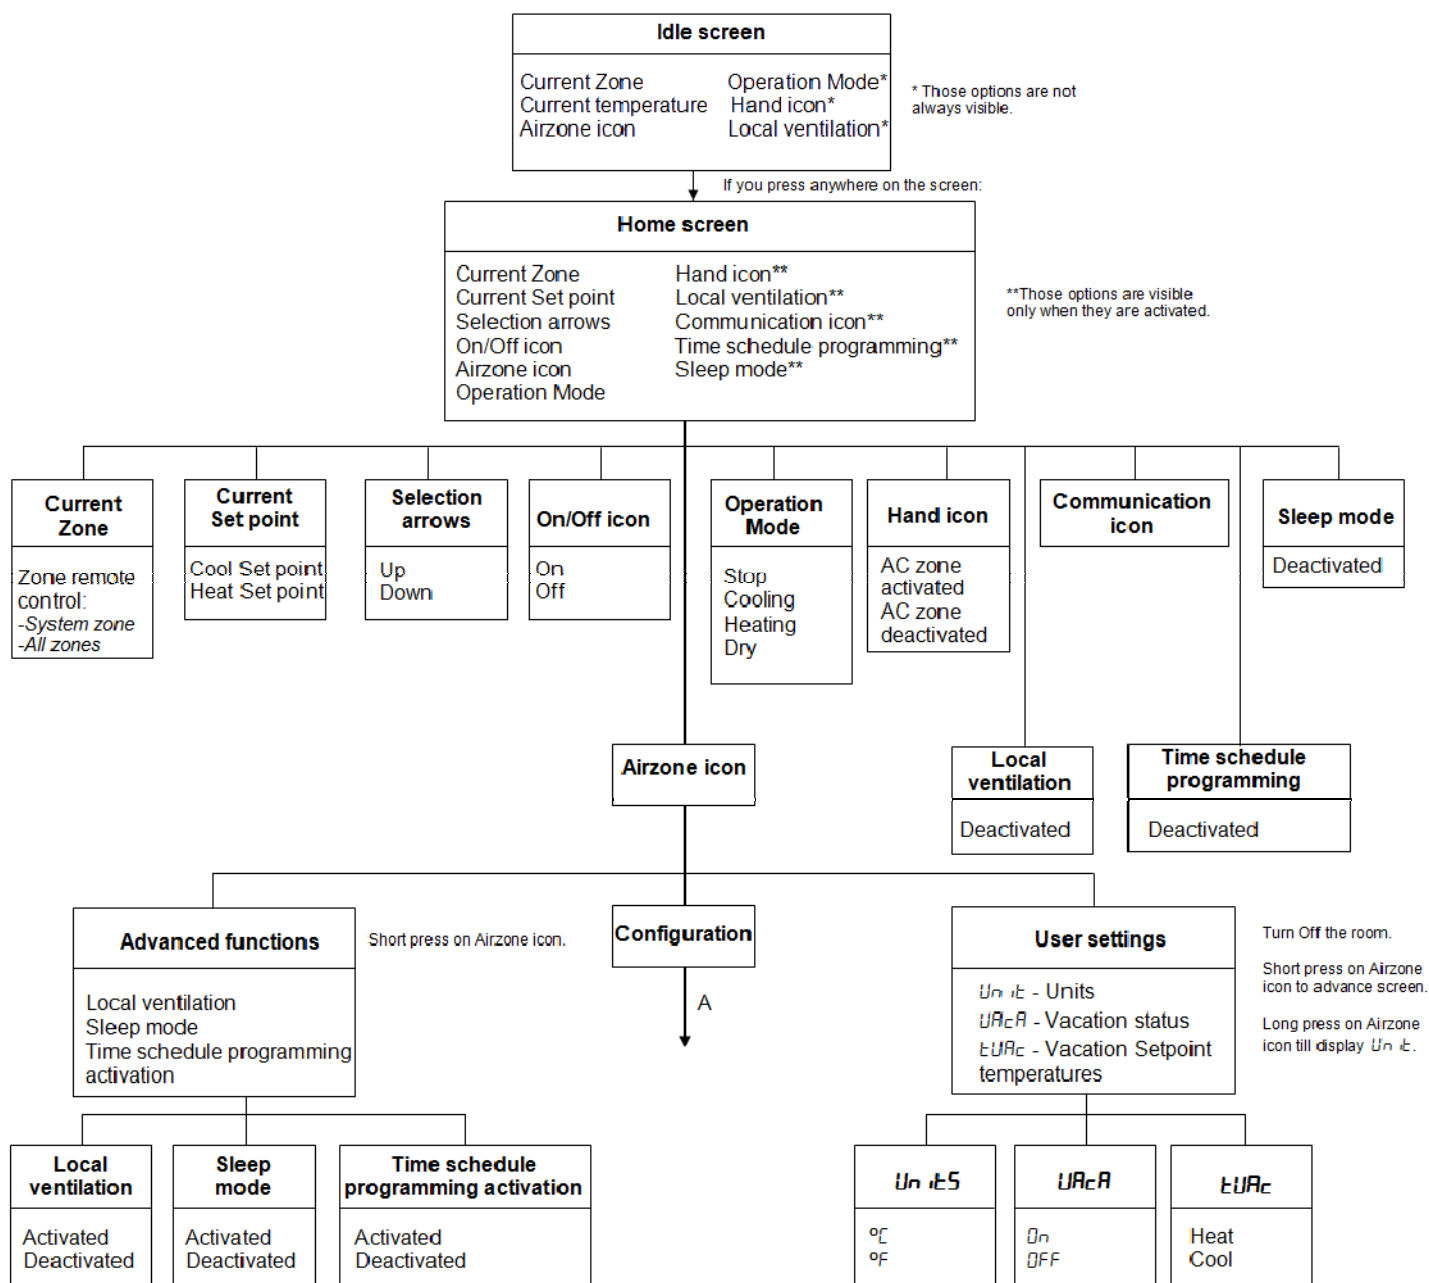 Idle screen
Current Zone Operation Mode*
Current temperature Hand icon*
Airzone icon Local ventilation*
* Those options are not
always visible.
If you press anywhere on the screen:
Home screen
Current Zone Hand icon**
Current Set point Local ventilation**
Selection arrows Communication icon**
On/Off icon Time schedule programming**
Airzone icon Sleep mode**
Operation Mode
**Those options are visible
only when they are activated.
Current
Zone
Zone remote
control:
-System zone
-All zones
Current
Set point
Cool Set point
Heat Set point
Selection
arrows
Up
Down
On/Off icon
On
Off
Operation
Mode
Stop
Cooling
Heating
Dry
Hand icon
AC zone
activated
AC zone
deactivated
Communication
icon
Sleep mode
Deactivated
Airzone icon
Local
ventilation
Deactivated
Time schedule
programming
Deactivated
Advanced functions
Local ventilation
Sleep mode
Time schedule programming
activation
Short press on Airzone icon.
Configuration
A
User settings
Unit - Units
VAcA - Vacation status
tVAc - Vacation Setpoint
temperatures
Turn Off the room.
Short press on Airzone
icon to advance screen.
Long press on Airzone
icon till display Unit.
Local
ventilation
Activated
Deactivated
Sleep
mode
Activated
Deactivated
Time schedule
programming activation
Activated
Deactivated
UnitS
ºC
ºF
VAcA
On
OFF
tVAc
Heat
Cool